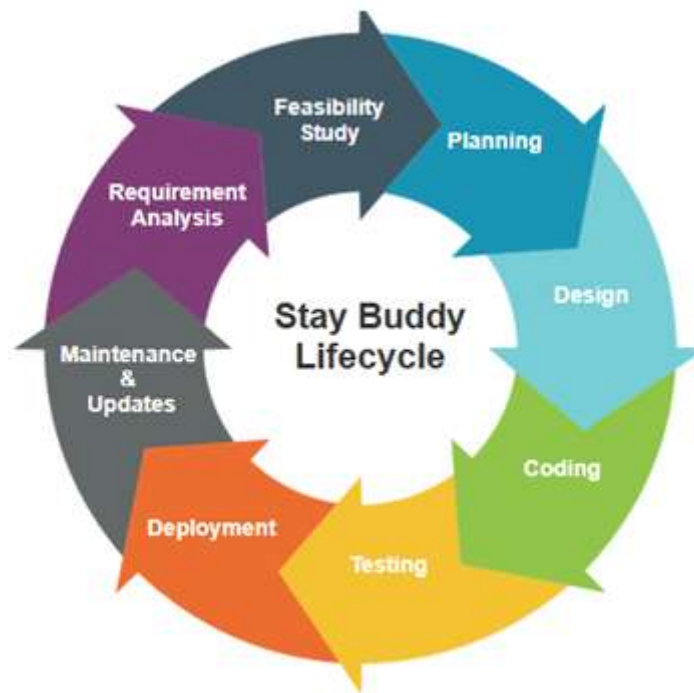 Feasibility
Study
Planning
Design
Coding
Testing
Deployment
Maintenance
&
Updates
Requirement
Analysis
Stay Buddy
Lifecycle